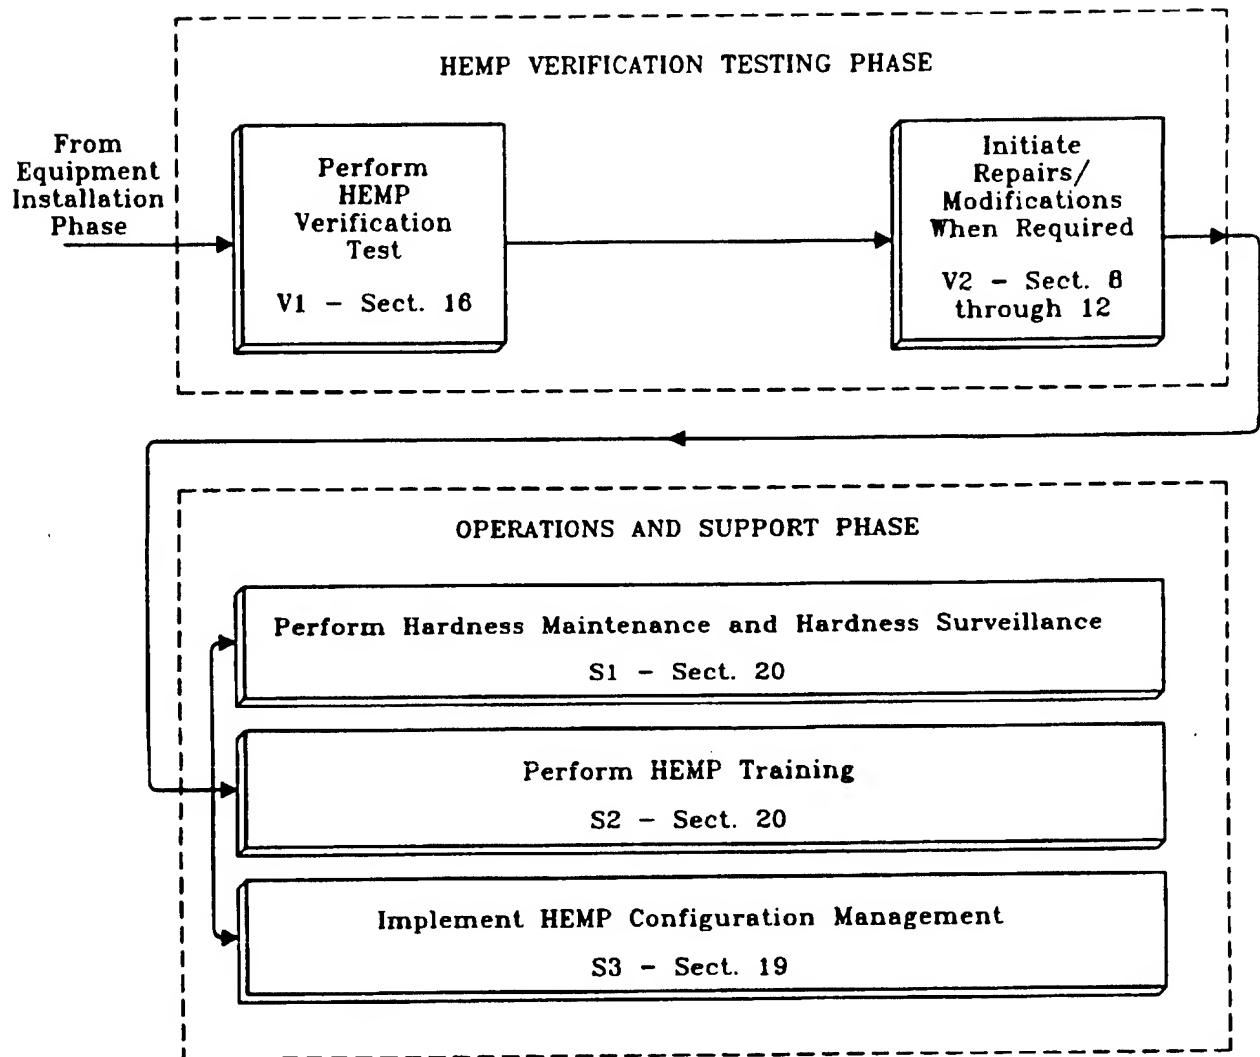 HEMP VERIFICATION TESTING PHASE
From
Equipment
Installation
Phase
Perform
HEMP
Verification
Test
V1 - Sect. 16
Initiate
Repairs/
Modifications
When Required
V2 - Sect. 8
through 12
OPERATIONS AND SUPPORT PHASE
Perform Hardness Maintenance and Hardness Surveillance
S1 - Sect. 20
Perform HEMP Training
S2 - Sect. 20
Implement HEMP Configuration Management
S3 - Sect. 19